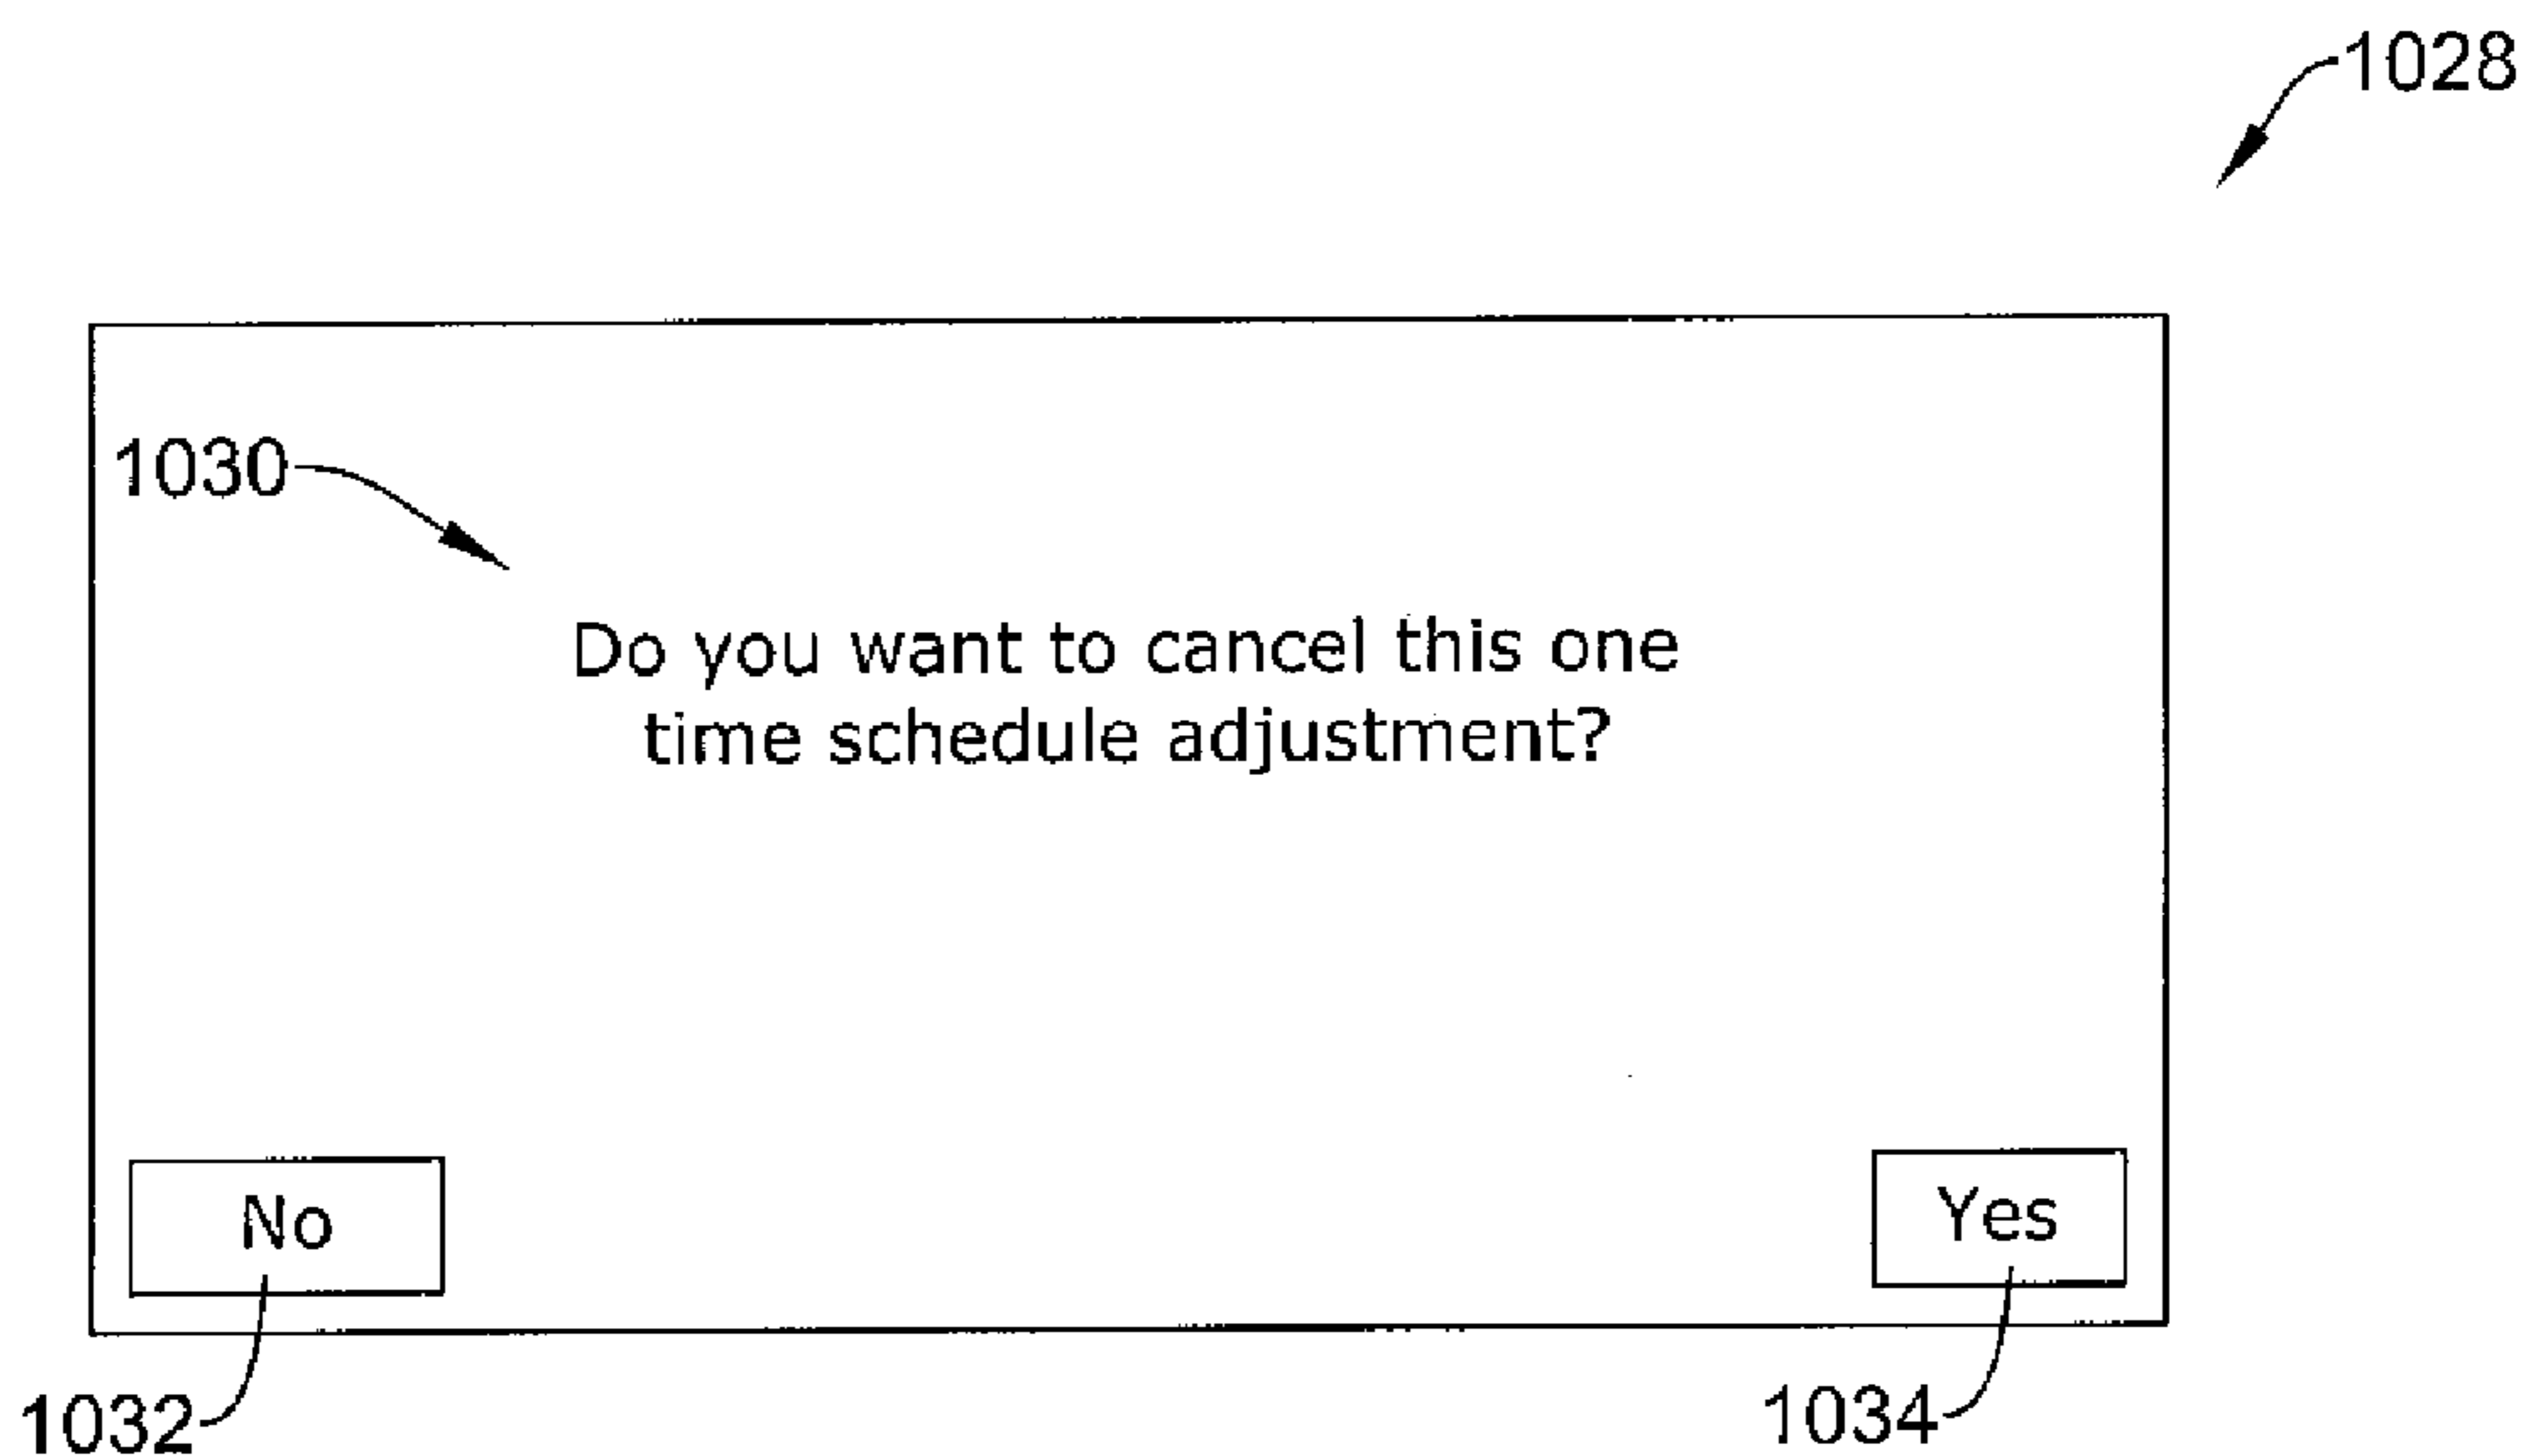 1028
1030
Do you want to cancel this one
time schedule adjustment?
No
Yes
1032
1034